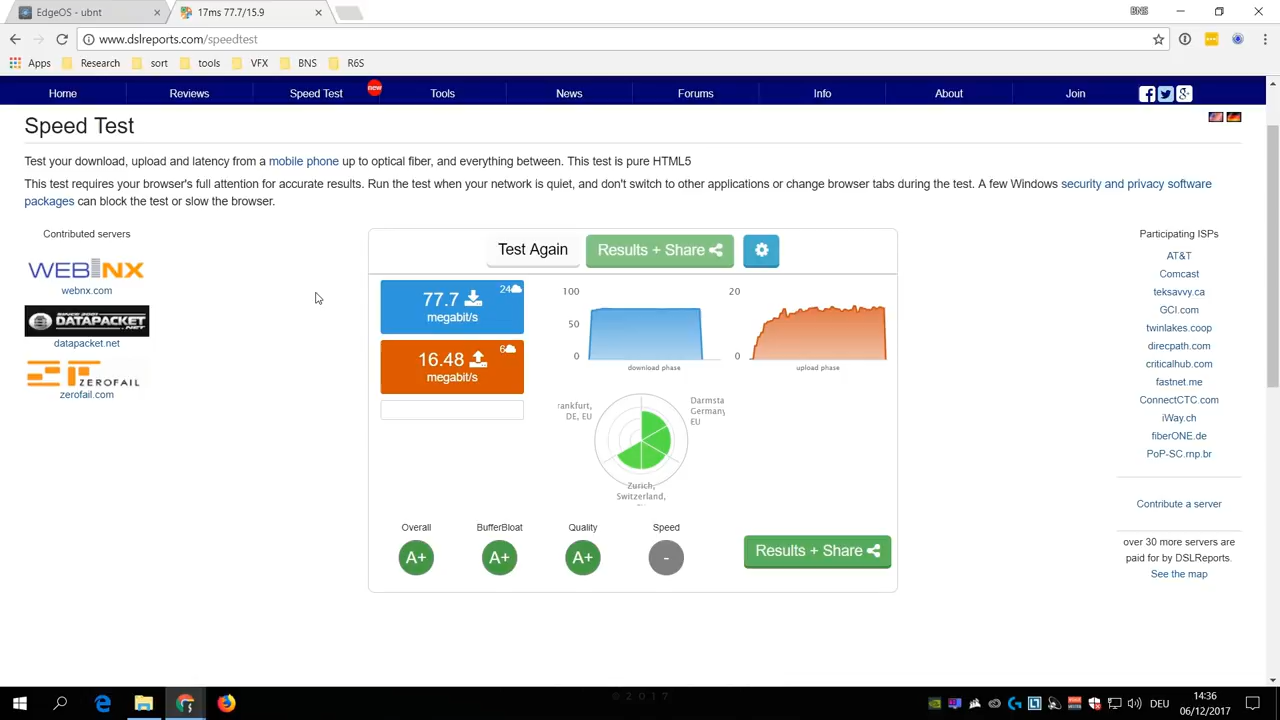 EdgeOS - ubnt
17ms 77.7/15.9
BNS
www.dslreports.com/speedtest
Apps
Research
sort
tools
VFX
BNS
R6S
Home
Reviews
Speed Test
new
Tools
News
Forums
Info
About
Join
Speed Test
Test your download, upload and latency from a mobile phone up to optical fiber, and everything between. This test is pure HTML5
This test requires your browser's full attention for accurate results. Run the test when your network is quiet, and don't switch to other applications or change browser tabs during the test. A few Windows security and privacy software
packages can block the test or slow the browser.
Contributed servers
WEBNX
webnx.com
DATAPACKET.NET
datapacket.net
ZEROFAIL
zerofail.com
Test Again
Results + Share
24
77.7
megabit/s
6
16.48
megabit/s
100
50
0
download phase
20
0
upload phase
rankfurt,
DE, EU
Darmsta
Germany
EU
Zurich,
Switzerland,
Overall
BufferBloat
Quality
Speed
A+
A+
A+
-
Results + Share
Participating ISPs
AT&T
Comcast
teksavvy.ca
GCI.com
twinlakes.coop
direcpath.com
criticalhub.com
fastnet.me
ConnectCTC.com
iWay.ch
fiberONE.de
PoP-SC.rnp.br
Contribute a server
over 30 more servers are
paid for by DSLReports.
See the map
© 2017
DEU
14:36
06/12/2017